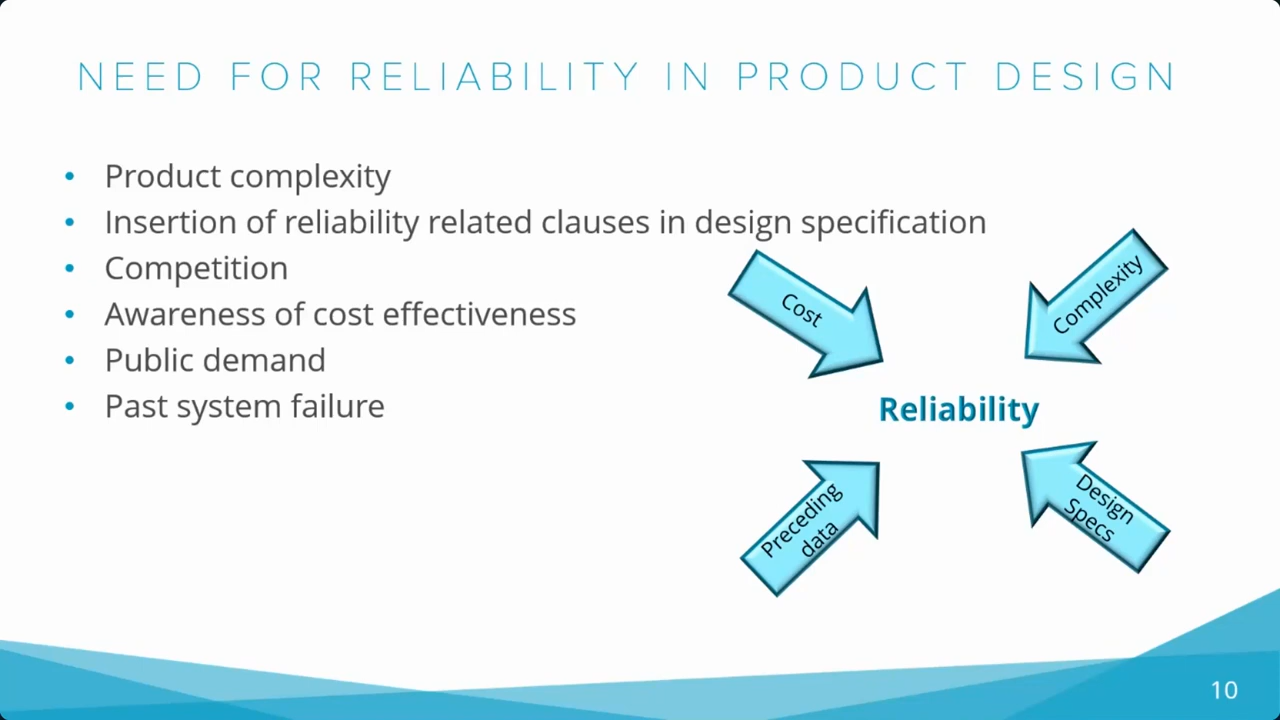 NEED FOR RELIABILITY IN PRODUCT DESIGN
• Product complexity
• Insertion of reliability related clauses in design specification
• Competition
• Awareness of cost effectiveness
• Public demand
• Past system failure
Cost
Complexity
Reliability
Preceding
data
Design
Specs
10